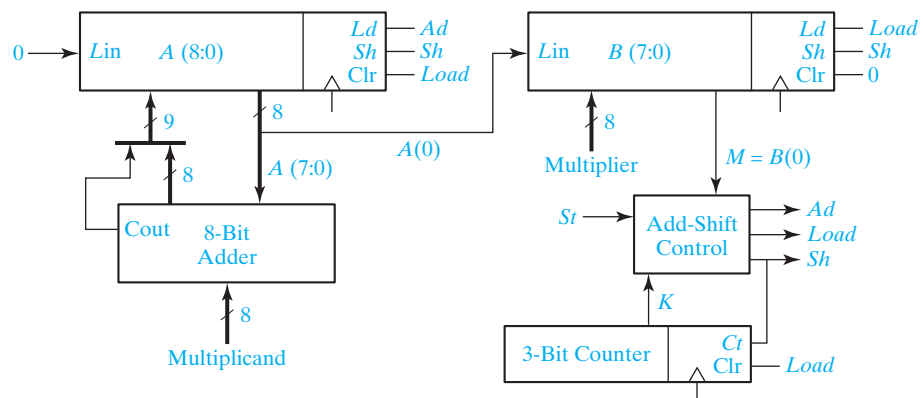 0
Lin
A (8:0)
Ld
Sh
Clr
Ad
Sh
Load
Lin
B (7:0)
Ld
Sh
Clr
Load
Sh
0
9
8
8
A(0)
8
Multiplier
M = B(0)
A (7:0)
8
Cout
8-Bit
Adder
St
Add-Shift
Control
Ad
Load
Sh
8
Multiplicand
K
3-Bit Counter
Ct
Clr
Load